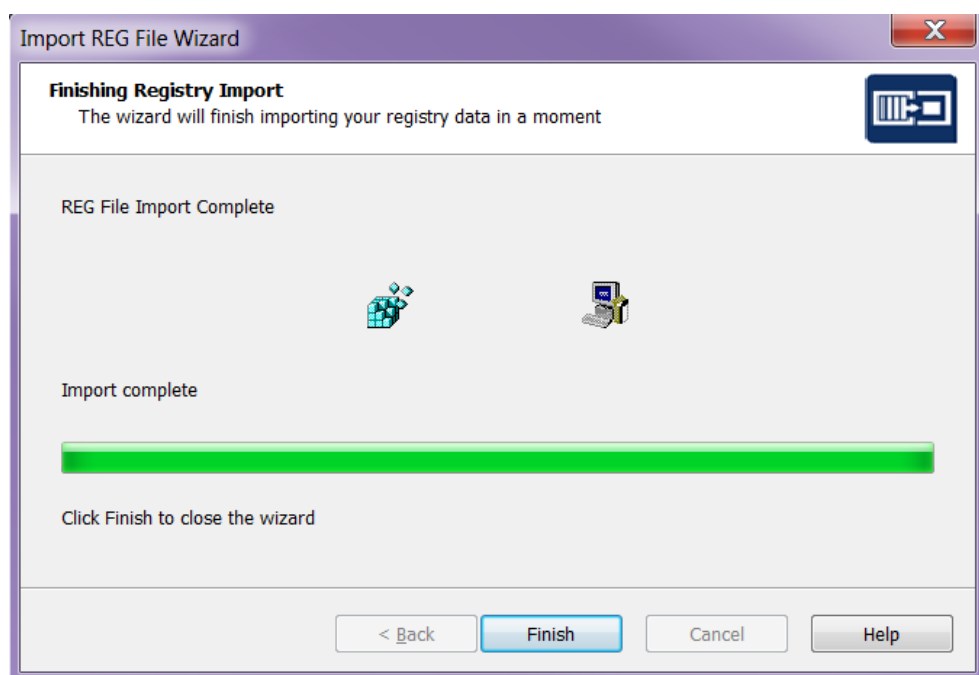 Import REG File Wizard
X
Finishing Registry Import
The wizard will finish importing your registry data in a moment
REG File Import Complete
Import complete
Click Finish to close the wizard
< Back Finish Cancel Help